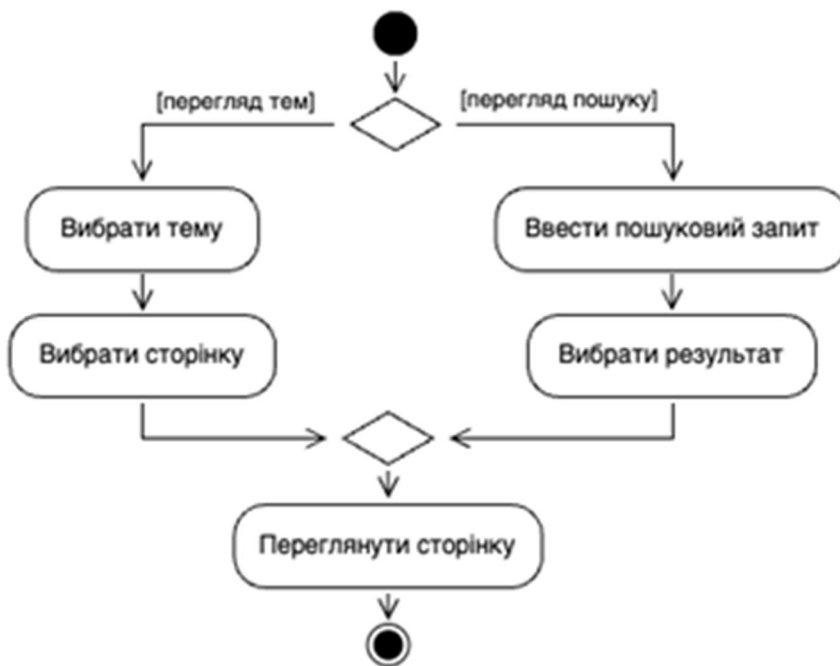 [перегляд тем]
[перегляд пошуку]
Вибрати тему
Ввести пошуковий запит
Вибрати сторінку
Вибрати результат
Переглянути сторінку